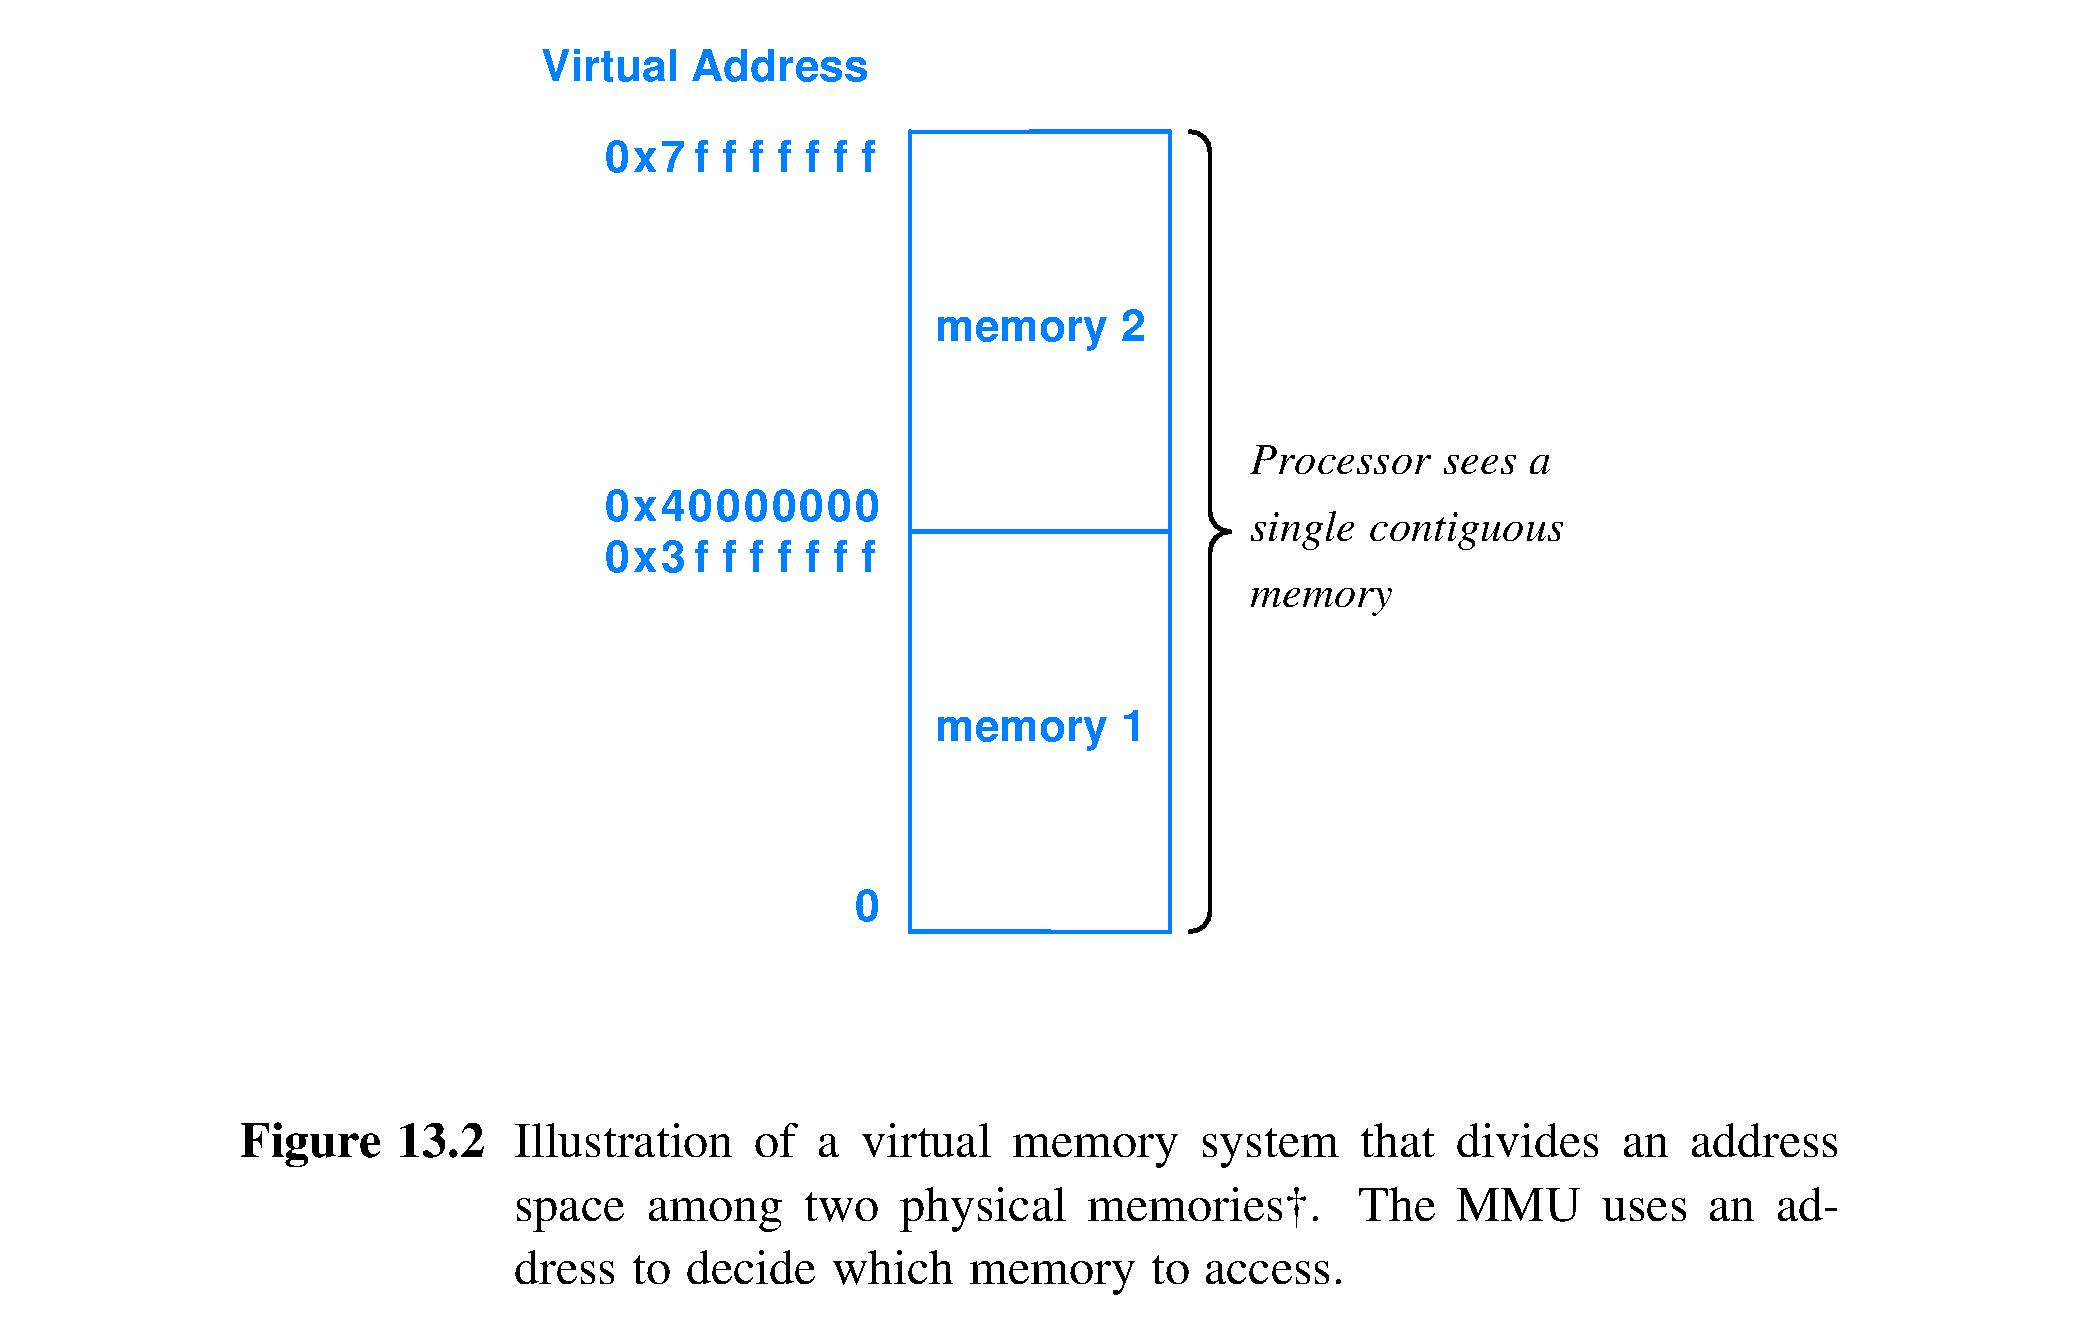 Virtual Address
0x7fffffff
memory 2
0x40000000
0x3fffffff
Processor sees a
single contiguous
memory
memory 1
0
Figure 13.2 Illustration of a virtual memory system that divides an address
space among two physical memories†. The MMU uses an ad-
dress to decide which memory to access.